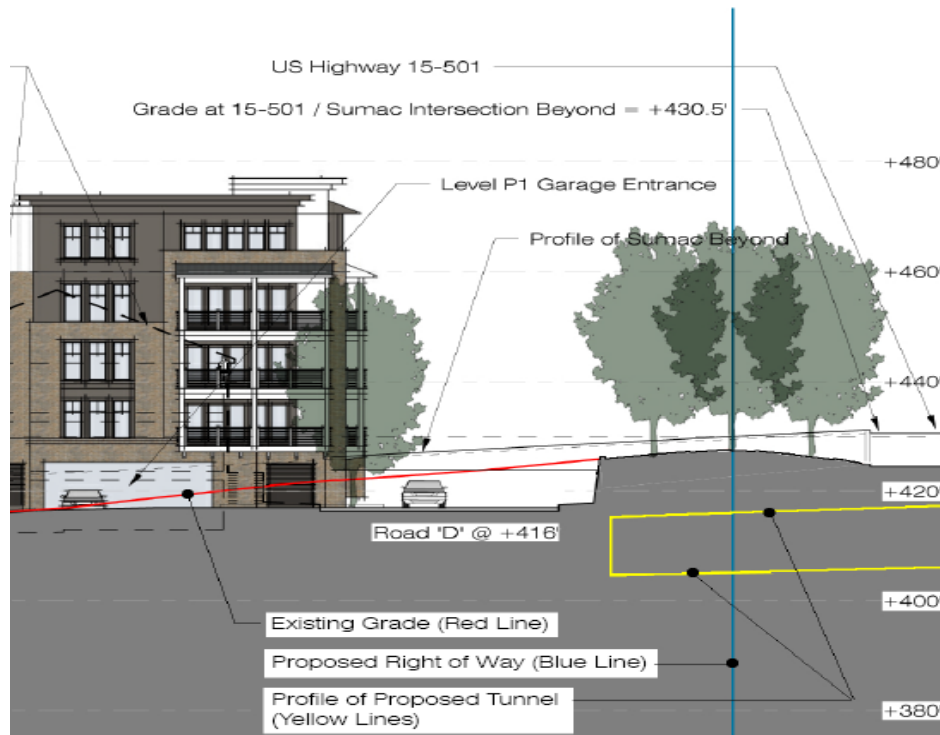 US Highway 15-501
Grade at 15-501 / Sumac Intersection Beyond = +430.5'
+480'
Level P1 Garage Entrance
Profile of Sumac Beyond
+460'
+440'
+420'
Road "D" @ +416'
+400'
Existing Grade (Red Line)
Proposed Right of Way (Blue Line)
Profile of Proposed Tunnel
(Yellow Lines)
+380'